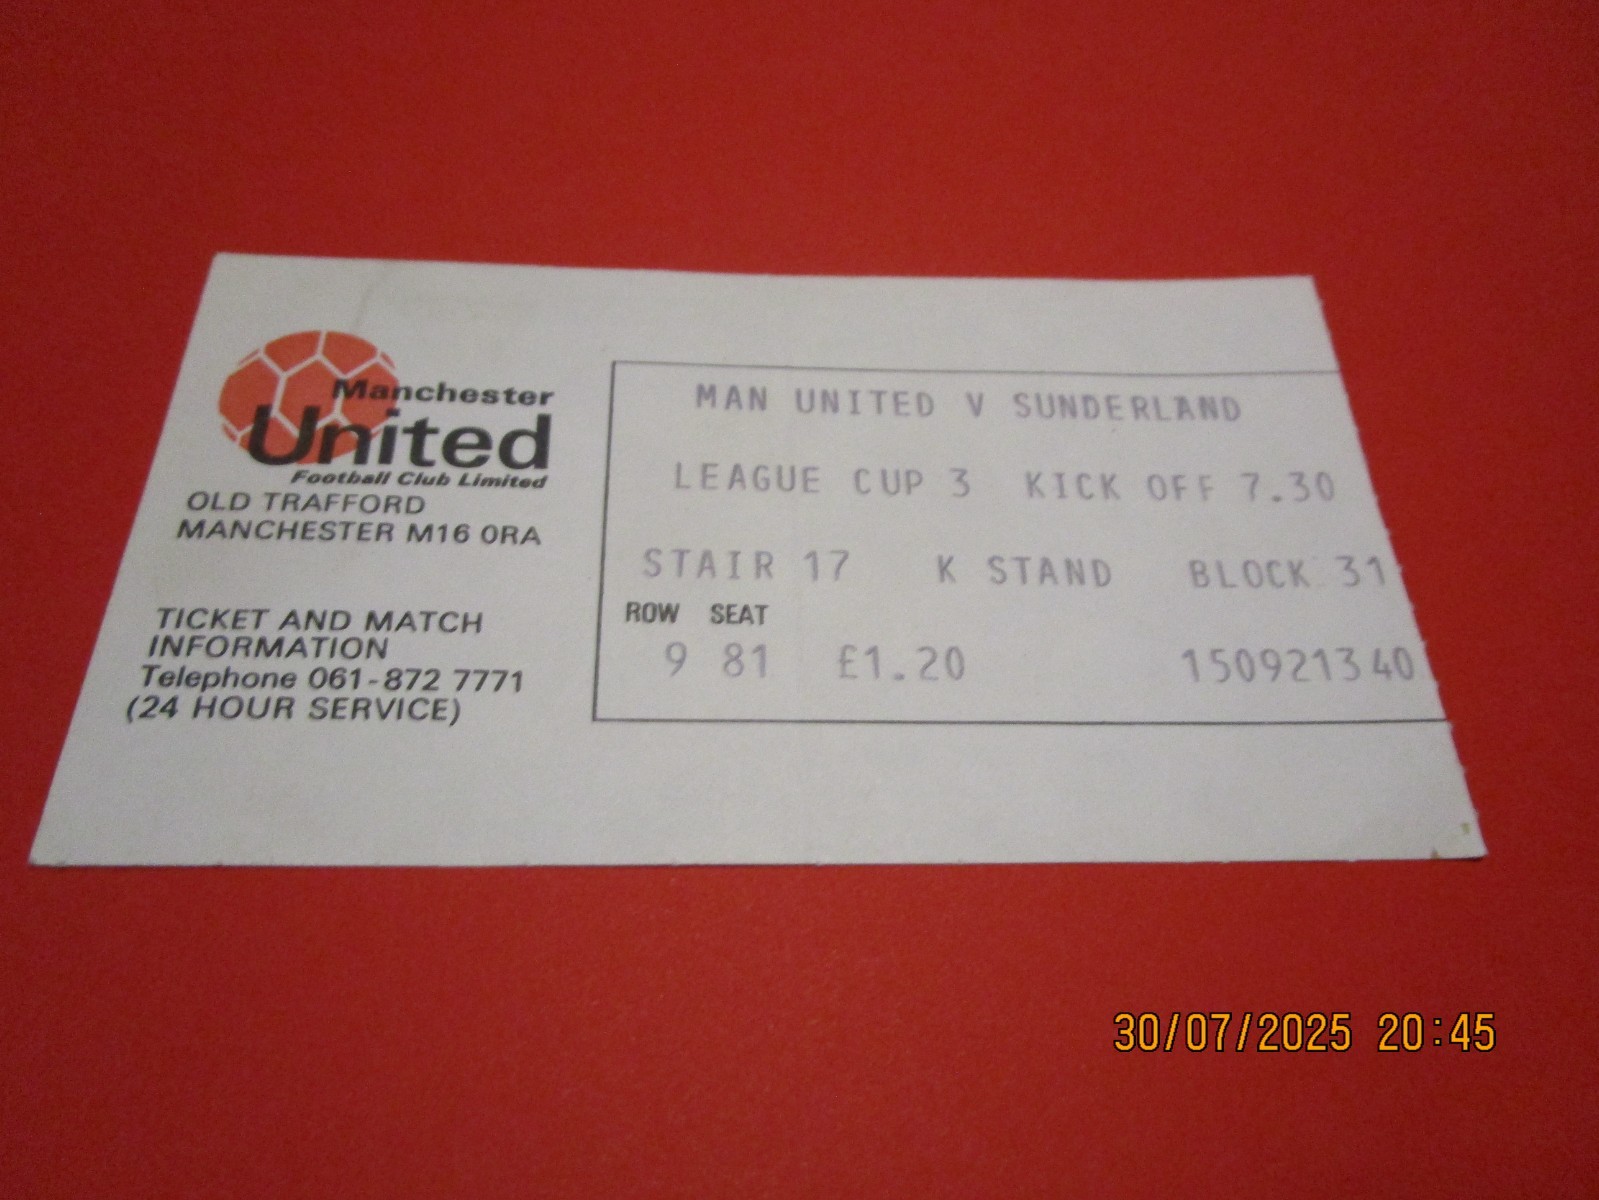 Manchester
United
Football Club Limited
OLD TRAFFORD
MANCHESTER M16 0RA
TICKET AND MATCH
INFORMATION
Telephone 061-872 7771
(24 HOUR SERVICE)
MAN UNITED V SUNDERLAND
LEAGUE CUP 3 KICK OFF 7.30
STAIR 17 K STAND BLOCK 31
ROW SEAT
9 81 £1.20 150921340
30/07/2025 20:45